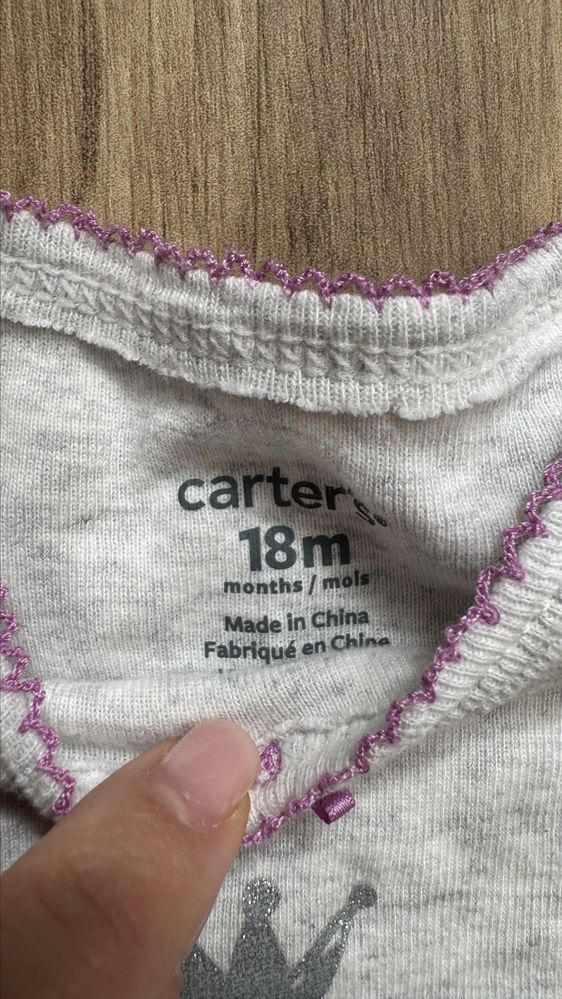 carter's
18m
months / mois
Made in China
Fabriqué en Chine